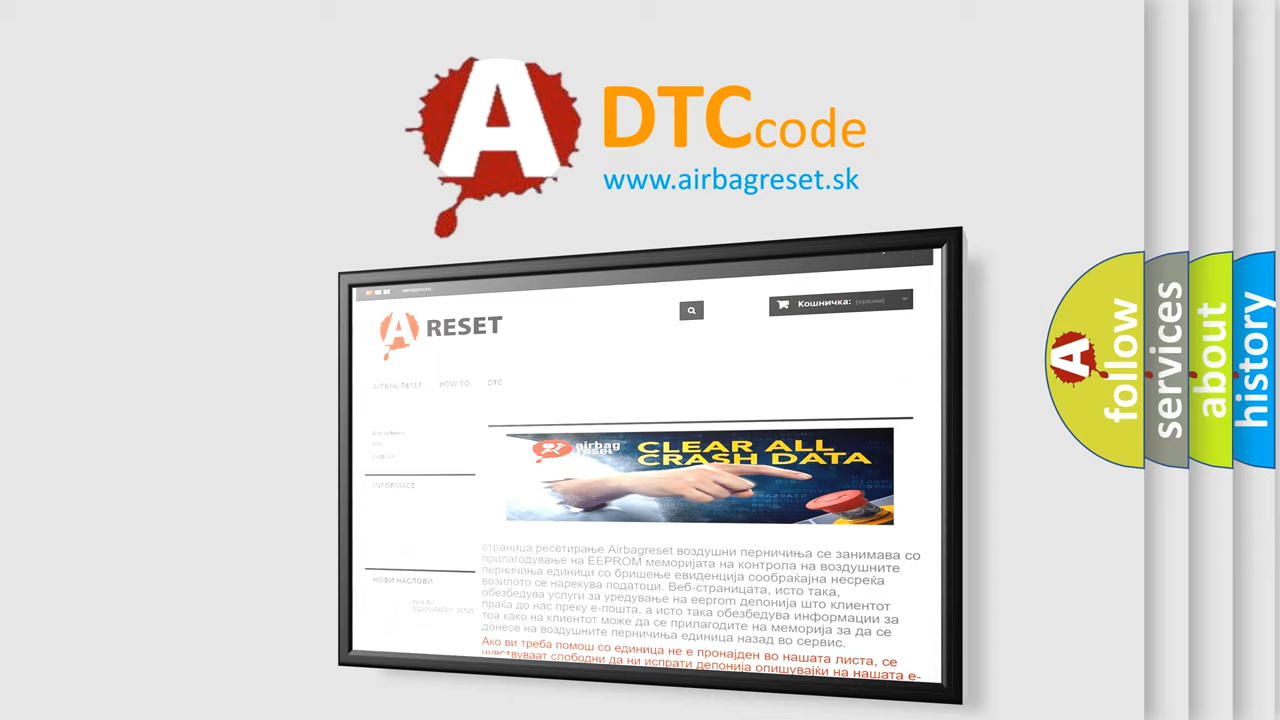 A
DTC code
www.airbagreset.sk
A RESET
Кошничка: (празни)
AIRBAG RESET HOW TO DTC
INFORMACE
airbag
reset
CLEAR ALL
CRASH DATA
страница ресетирање Airbagreset воздушни перничиња се занимава со
прилагодување на EEPROM меморијата на контрола на воздушните
перничиња единици со бришење евиденција сообраќајна несреќа
возилото се нарекува податоци. Веб-страницата, исто така,
обезбедува услуги за уредување на eeprom депонија што клиентот
праќа до нас преку е-пошта, а исто така обезбедува информации за
тоа како на клиентот може да се прилагодите на меморија за да се
донесе на воздушните перничиња единица назад во сервис.
Ако ви треба помош со единица не е пронајден во нашата листа, се
чувствуваат слободни да ни испрати депонија опишувајќи на нашата е-
НОВИ НАСЛОВИ
A follow
services
about
history